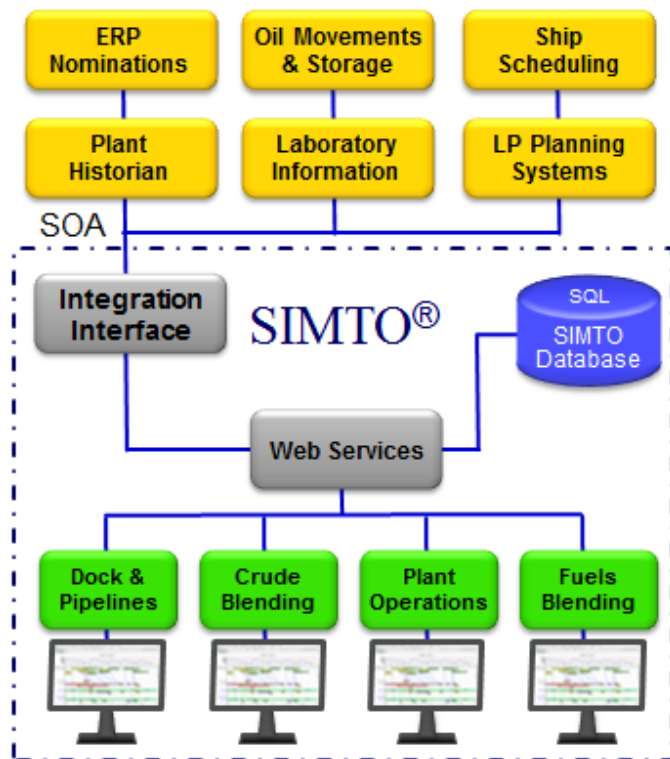 ERP
Nominations
Oil Movements
& Storage
Ship
Scheduling
Plant
Historian
Laboratory
Information
LP Planning
Systems
SOA
Integration
Interface
SIMTO®
SQL
SIMTO
Database
Web Services
Dock &
Pipelines
Crude
Blending
Plant
Operations
Fuels
Blending